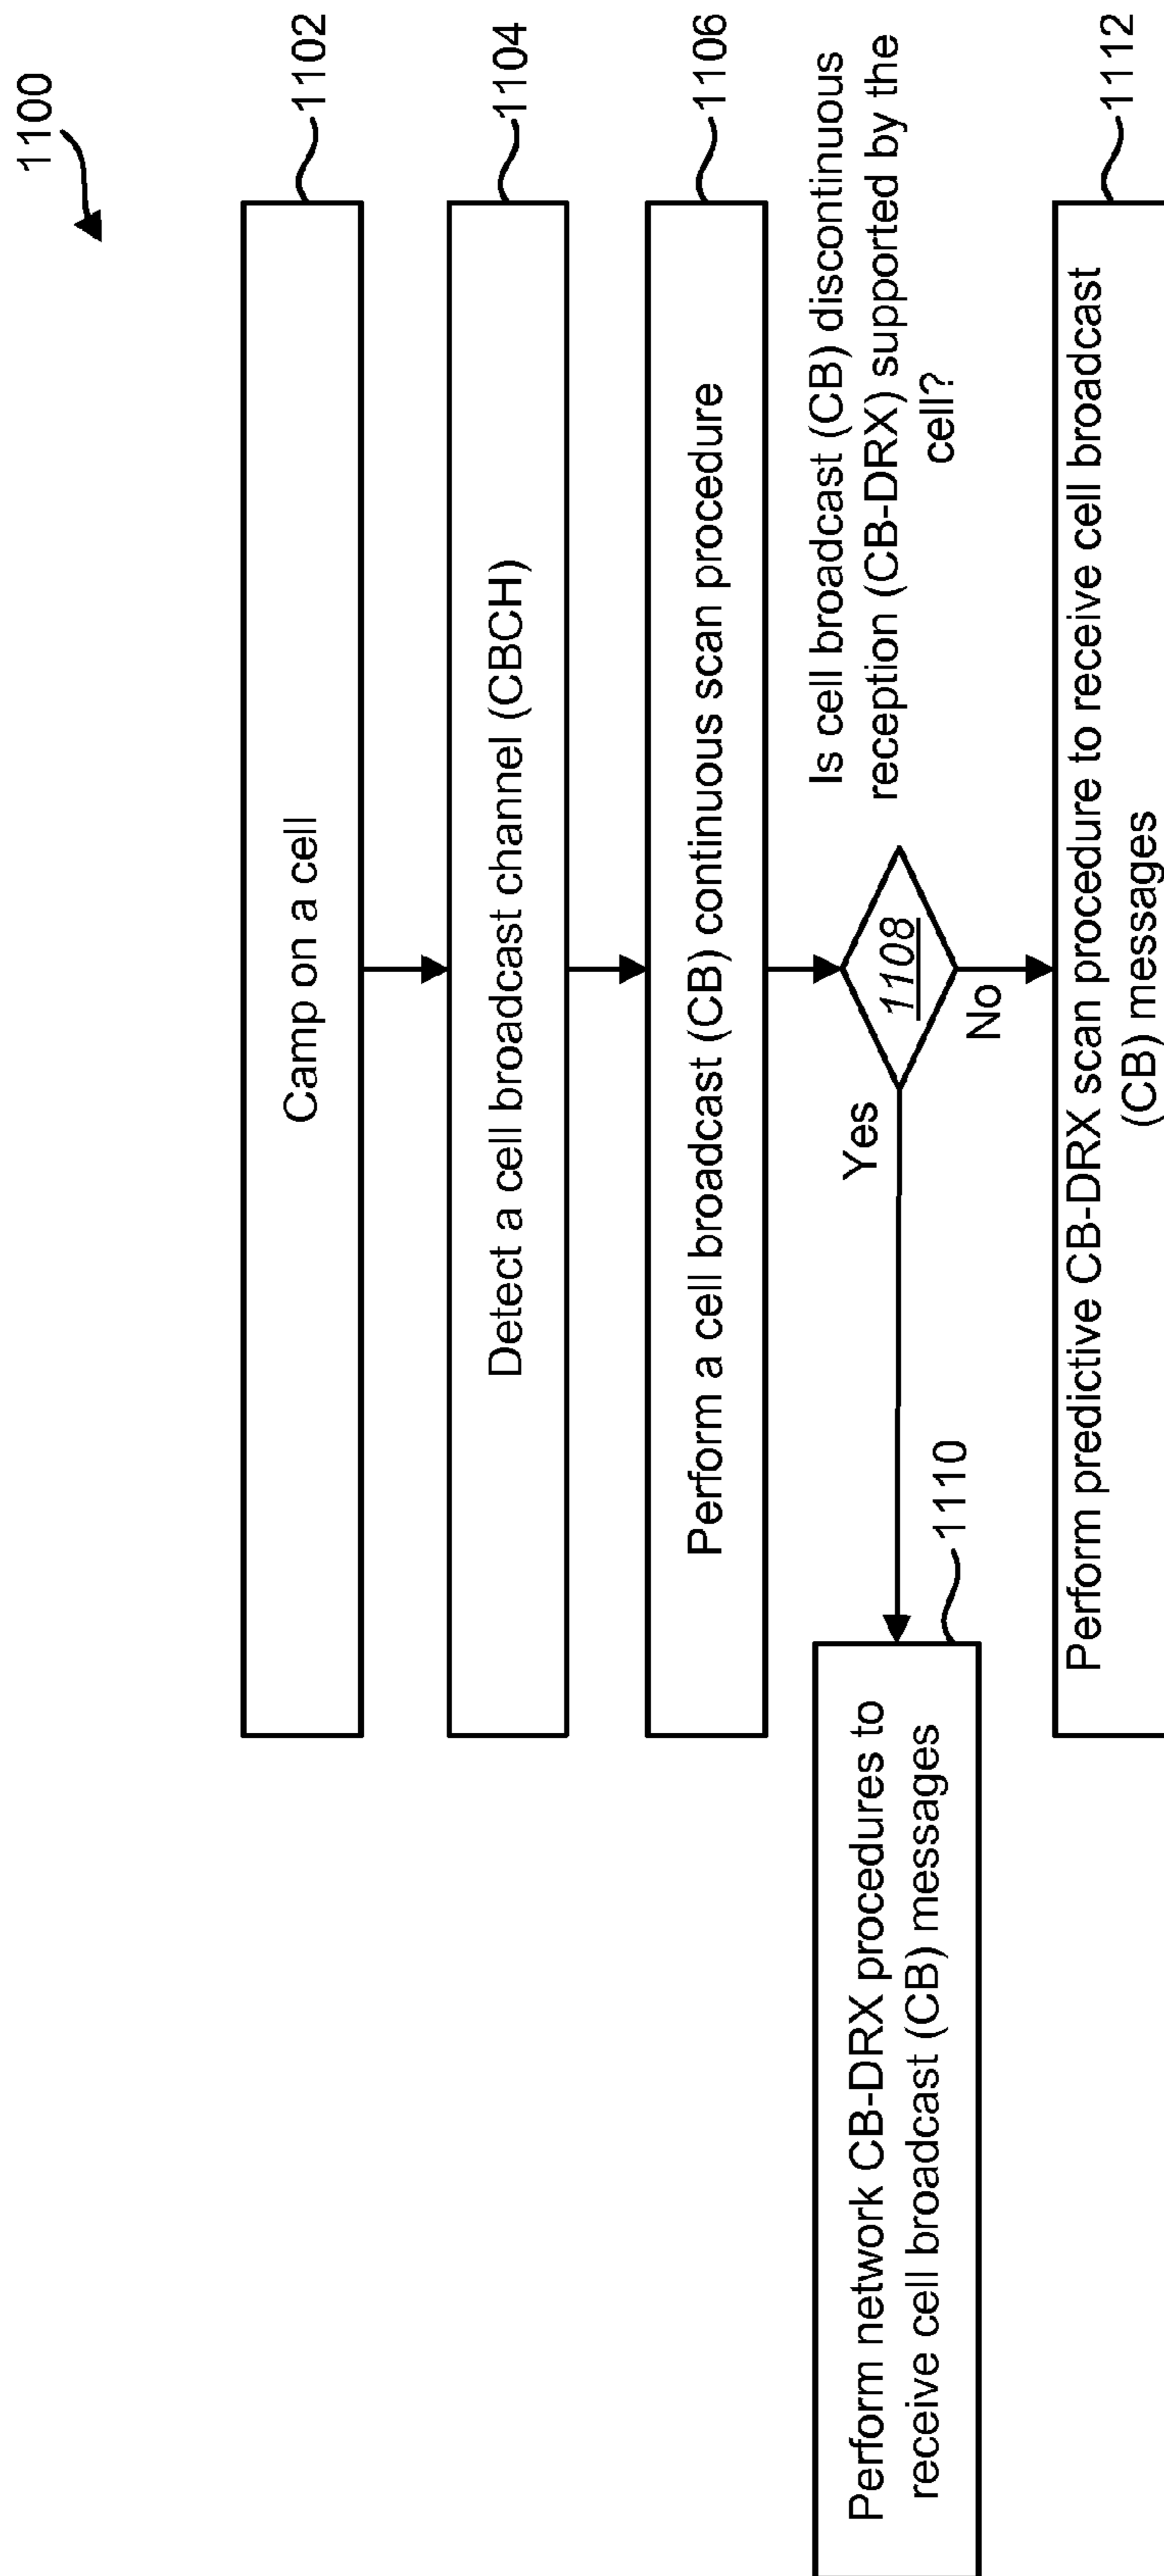 1100
Camp on a cell
1102
Detect a cell broadcast channel (CBCH)
1104
Perform a cell broadcast (CB) continuous scan procedure
1106
Is cell broadcast (CB) discontinuous
reception (CB-DRX) supported by the
cell?
1108
Yes
No
1110
Perform network CB-DRX procedures to
receive cell broadcast (CB) messages
Perform predictive CB-DRX scan procedure to receive cell broadcast
(CB) messages
1112